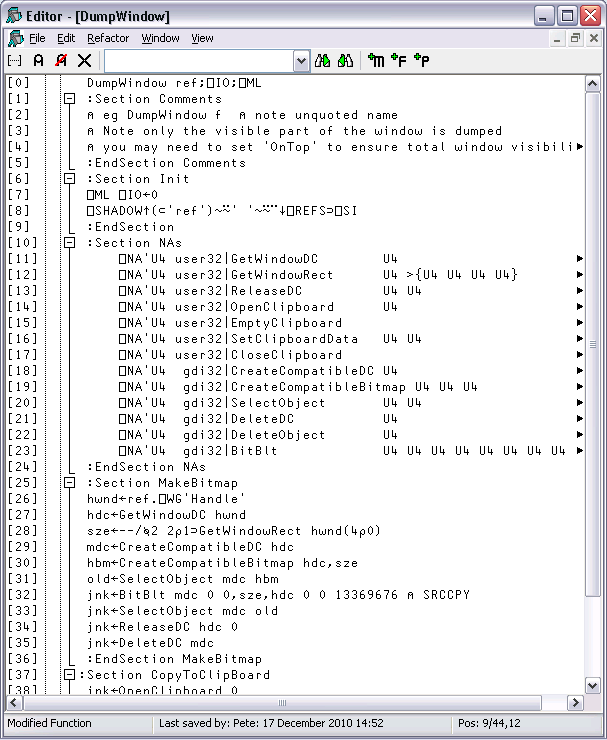 Editor - [DumpWindow]
File Edit Refactor Window View
[0] DumpWindow ref;⎕IO;⎕ML
[1] :Section Comments
[2] ⍝ eg DumpWindow f ⍝ note unquoted name
[3] ⍝ Note only the visible part of the window is dumped
[4] ⍝ you may need to set 'OnTop' to ensure total window visibili
[5] :EndSection Comments
[6] :Section Init
[7] ⎕ML ⎕IO←0
[8] ⎕SHADOW↑(⊂'ref')~⍨' '~⍨¨↓⎕REFS⊃⎕SI
[9] :EndSection
[10] :Section NAs
[11] ⎕NA'U4 user32|GetWindowDC U4
[12] ⎕NA'U4 user32|GetWindowRect U4 >{U4 U4 U4 U4}
[13] ⎕NA'U4 user32|ReleaseDC U4 U4
[14] ⎕NA'U4 user32|OpenClipboard U4
[15] ⎕NA'U4 user32|EmptyClipboard
[16] ⎕NA'U4 user32|SetClipboardData U4 U4
[17] ⎕NA'U4 user32|CloseClipboard
[18] ⎕NA'U4 gdi32|CreateCompatibleDC U4
[19] ⎕NA'U4 gdi32|CreateCompatibleBitmap U4 U4 U4
[20] ⎕NA'U4 gdi32|SelectObject U4 U4
[21] ⎕NA'U4 gdi32|DeleteDC U4
[22] ⎕NA'U4 gdi32|DeleteObject U4
[23] ⎕NA'U4 gdi32|BitBlt U4 U4 U4 U4 U4 U4 U4 U4
[24] :EndSection NAs
[25] :Section MakeBitmap
[26] hwnd←ref.⎕WG'Handle'
[27] hdc←GetWindowDC hwnd
[28] sze←--/⍉2 2⍴1⊃GetWindowRect hwnd(4⍴0)
[29] mdc←CreateCompatibleDC hdc
[30] hbm←CreateCompatibleBitmap hdc,sze
[31] old←SelectObject mdc hbm
[32] jnk←BitBlt mdc 0 0,sze,hdc 0 0 13369676 ⍝ SRCCPY
[33] jnk←SelectObject mdc old
[34] jnk←ReleaseDC hdc 0
[35] jnk←DeleteDC mdc
[36] :EndSection MakeBitmap
[37] :Section CopyToClipBoard
[38] jnk←OpenClipboard 0
Modified Function Last saved by: Pete: 17 December 2010 14:52 Pos: 9/44,12